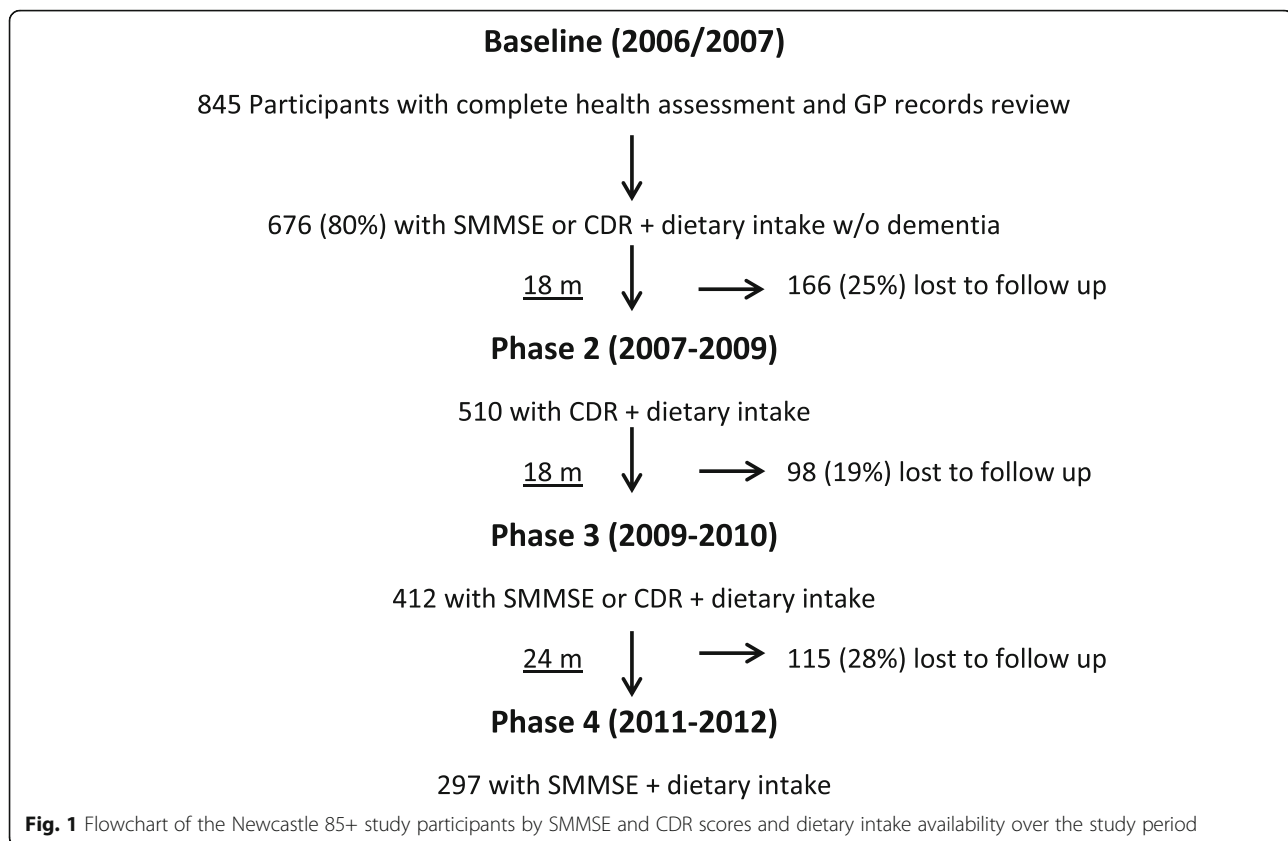 Baseline (2006/2007)
845 Participants with complete health assessment and GP records review
676 (80%) with SMMSE or CDR + dietary intake w/o dementia
18 m
166 (25%) lost to follow up
Phase 2 (2007-2009)
510 with CDR + dietary intake
18 m
98 (19%) lost to follow up
Phase 3 (2009-2010)
412 with SMMSE or CDR + dietary intake
24 m
115 (28%) lost to follow up
Phase 4 (2011-2012)
297 with SMMSE + dietary intake
Fig. 1 Flowchart of the Newcastle 85+ study participants by SMMSE and CDR scores and dietary intake availability over the study period